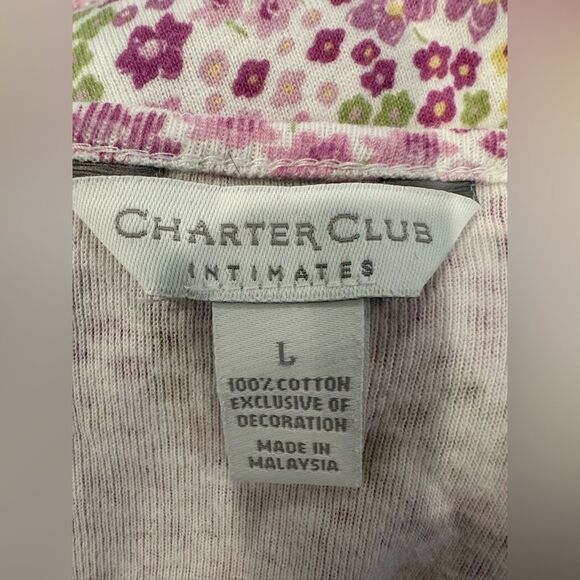 CHARTER CLUB
INTIMATES
L
100% COTTON
EXCLUSIVE OF
DECORATION
MADE IN
MALAYSIA